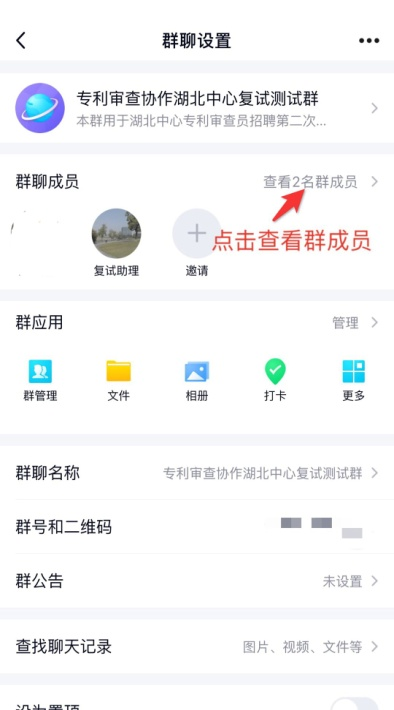 群聊设置
专利审查协作湖北中心复试测试群
本群用于湖北中心专利审查员招聘第二次...
群聊成员
查看2名群成员
复试助理
邀请
点击查看群成员
群应用
管理
群管理
文件
相册
打卡
更多
群聊名称
专利审查协作湖北中心复试测试群
群号和二维码
群公告
未设置
查找聊天记录
图片、视频、文件等
设为置顶